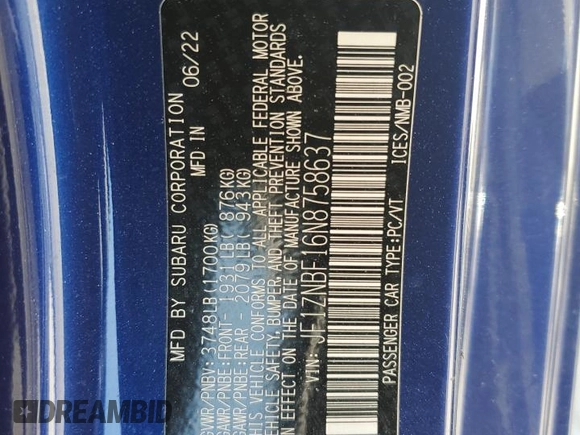 MFD BY SUBARU CORPORATION 06/22
MFD IN
GVWR/PNBV: 3748LB(1700KG)
GAWR/PNBE:FRONT- 1931LB( 876KG)
GAWR/PNBE:REAR - 2079LB( 943KG)
THIS VEHICLE CONFORMS TO ALL APPLICABLE FEDERAL MOTOR
VEHICLE SAFETY, BUMPER, AND THEFT PREVENTION STANDARDS
IN EFFECT ON THE DATE OF MANUFACTURE SHOWN ABOVE.
VIN: JF1ZNBF16N8758637
PASSENGER CAR TYPE:PC/VT
ICES/NMB-002
DREAMBID